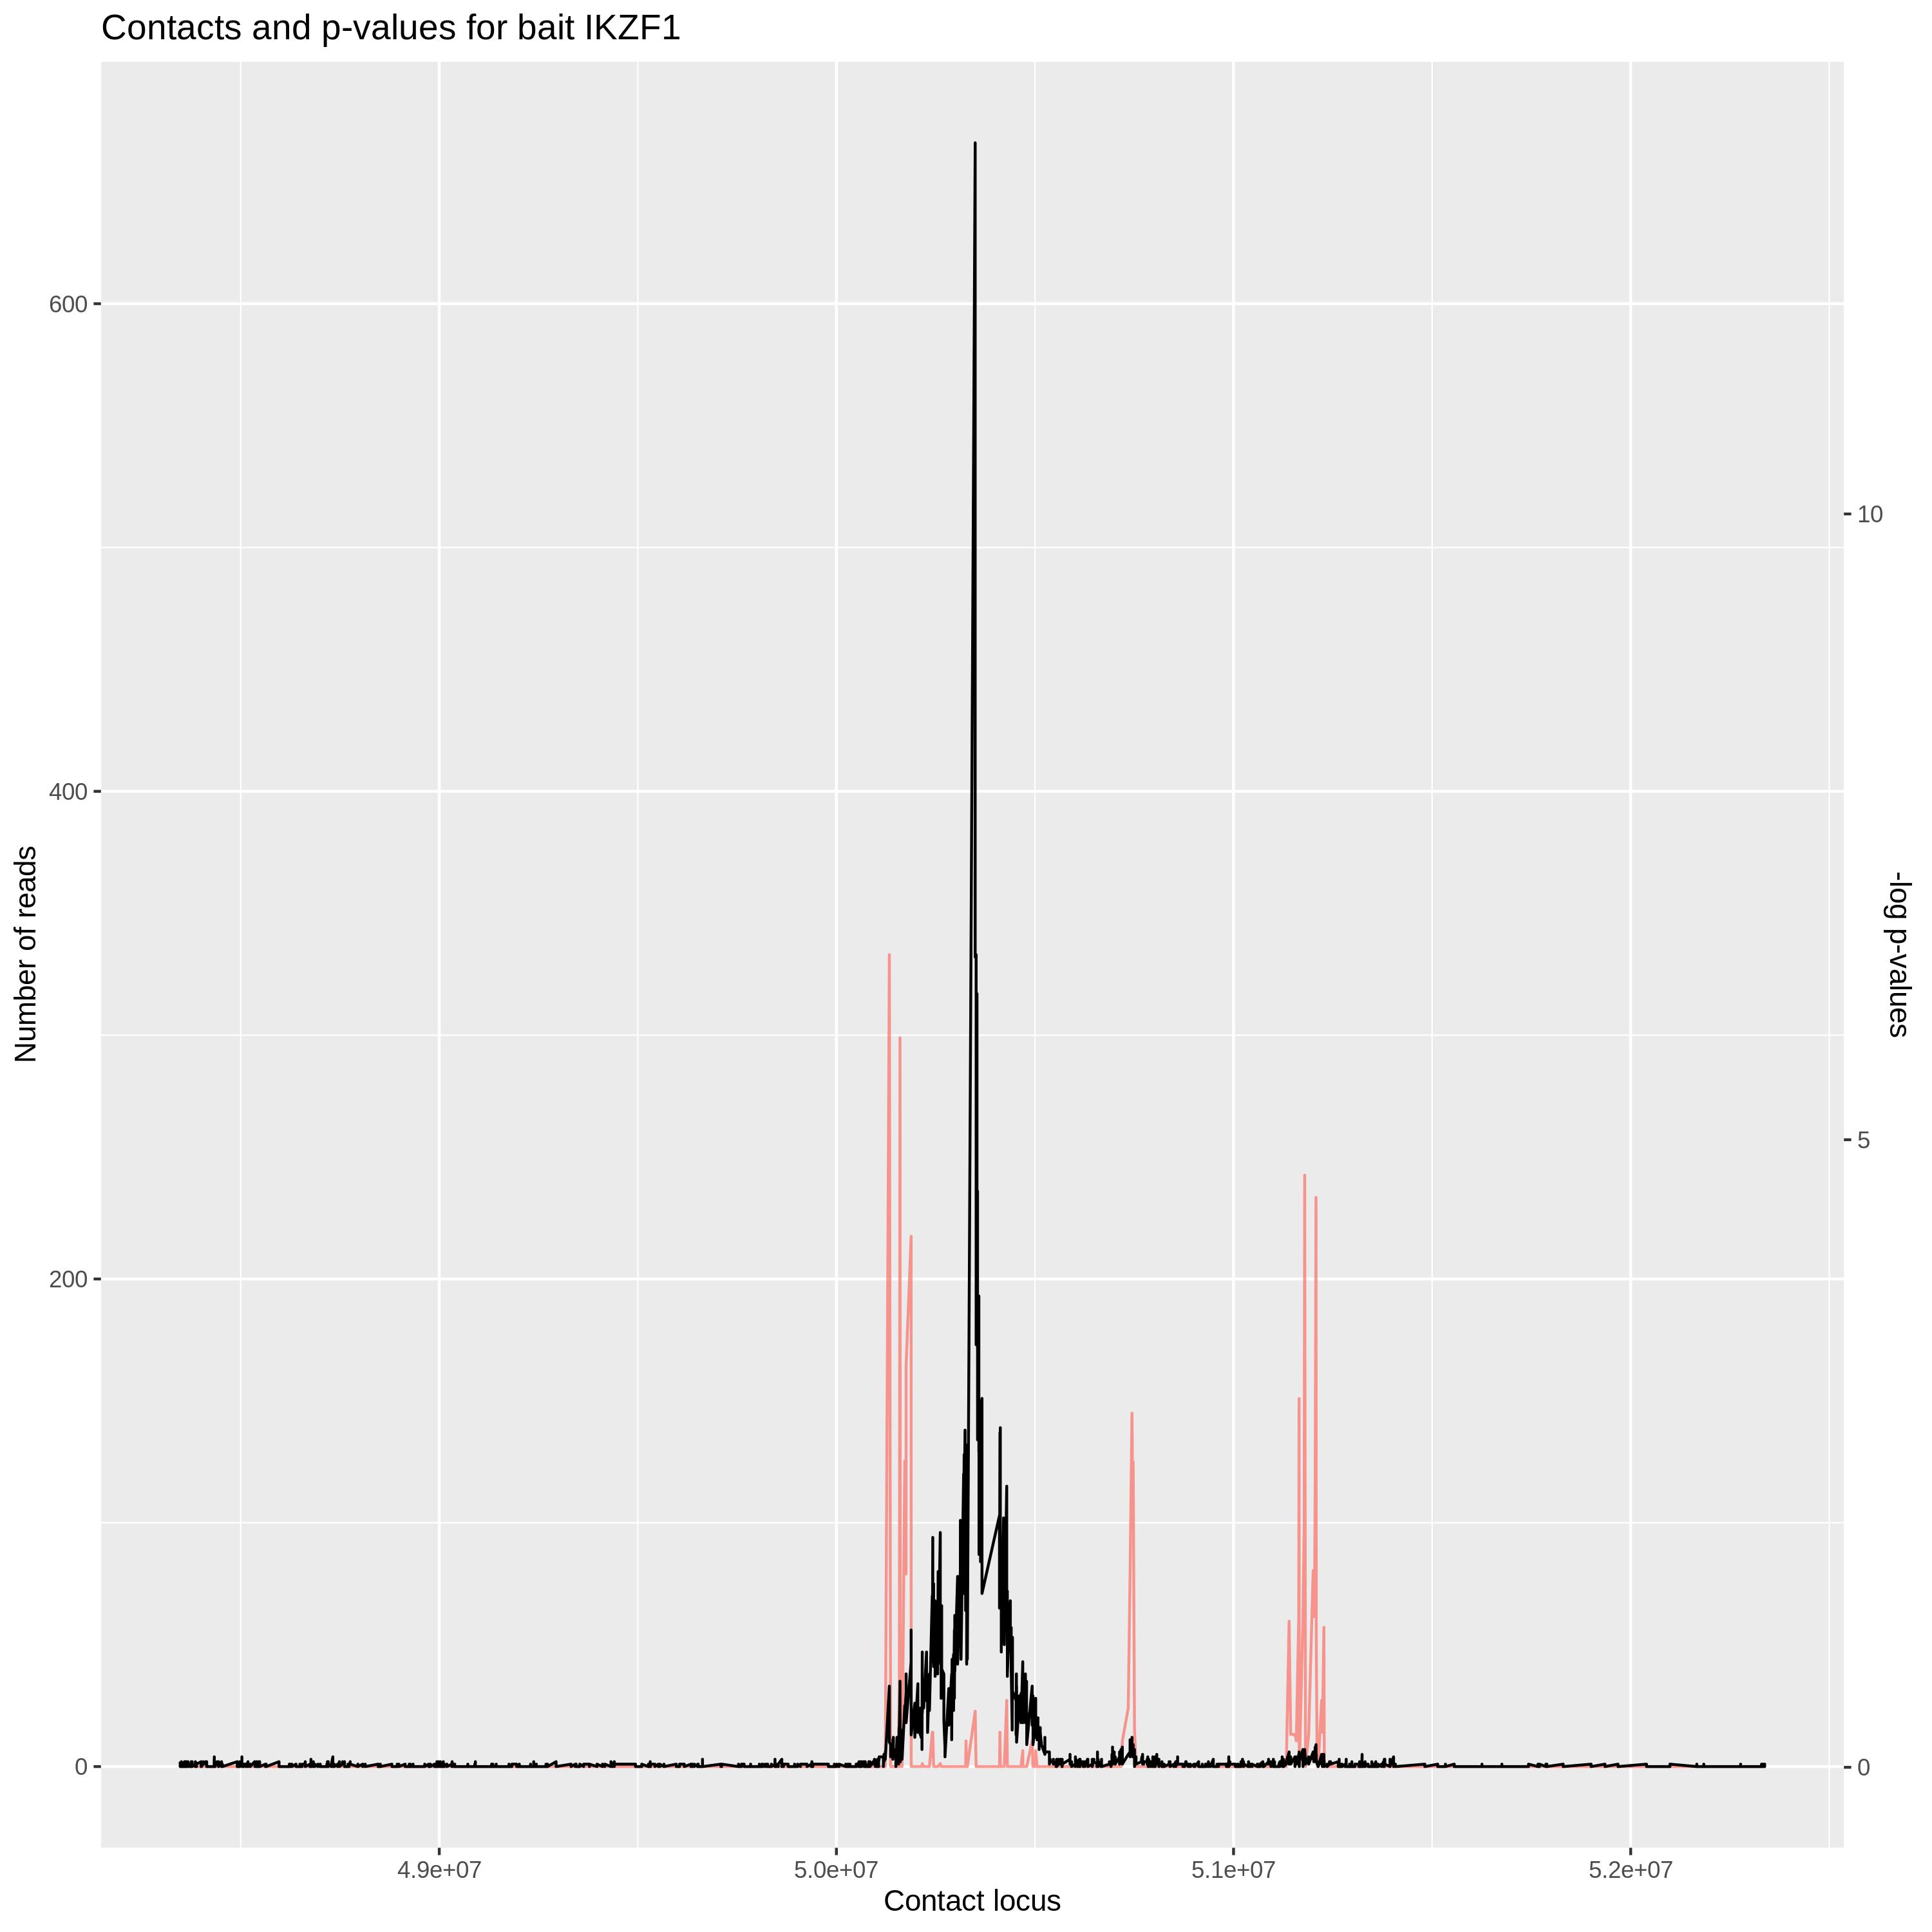 Contacts and p-values for bait IKZF1
600
400
200
0
Number of reads
10
5
0
-log p-values
4.9e+07
5.0e+07
5.1e+07
5.2e+07
Contact locus